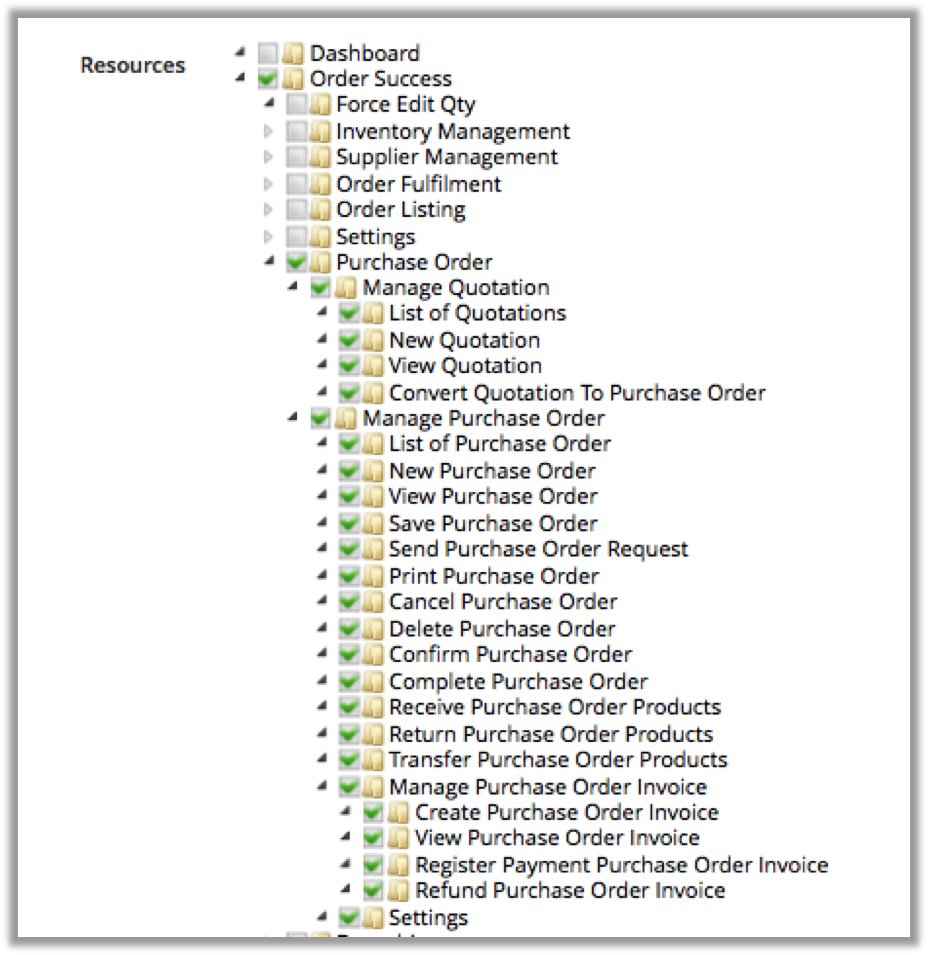 Resources
Dashboard
Order Success
Force Edit Qty
Inventory Management
Supplier Management
Order Fulfilment
Order Listing
Settings
Purchase Order
Manage Quotation
List of Quotations
New Quotation
View Quotation
Convert Quotation To Purchase Order
Manage Purchase Order
List of Purchase Order
New Purchase Order
View Purchase Order
Save Purchase Order
Send Purchase Order Request
Print Purchase Order
Cancel Purchase Order
Delete Purchase Order
Confirm Purchase Order
Complete Purchase Order
Receive Purchase Order Products
Return Purchase Order Products
Transfer Purchase Order Products
Manage Purchase Order Invoice
Create Purchase Order Invoice
View Purchase Order Invoice
Register Payment Purchase Order Invoice
Refund Purchase Order Invoice
Settings